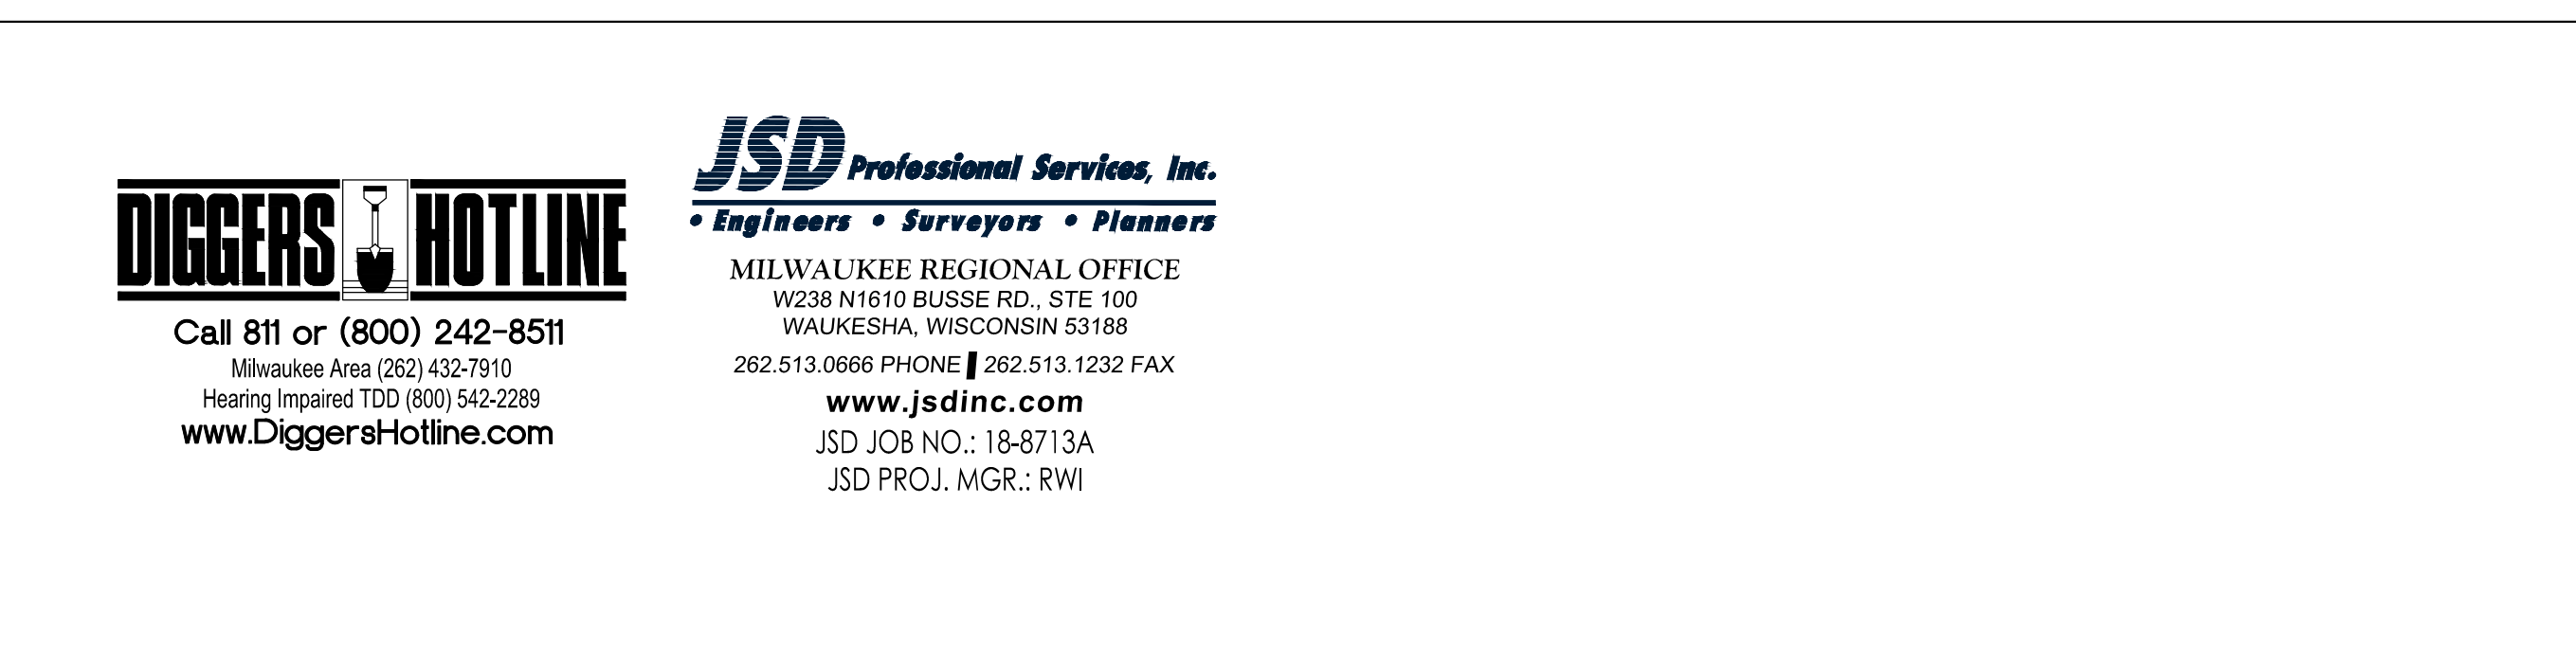 DIGGERS HOTLINE
Call 811 or (800) 242-8511
Milwaukee Area (262) 432-7910
Hearing Impaired TDD (800) 542-2289
www.DiggersHotline.com
JSD Professional Services, Inc.
• Engineers • Surveyors • Planners
MILWAUKEE REGIONAL OFFICE
W238 N1610 BUSSE RD., STE 100
WAUKESHA, WISCONSIN 53188
262.513.0666 PHONE ▌ 262.513.1232 FAX
www.jsdinc.com
JSD JOB NO.: 18-8713A
JSD PROJ. MGR.: RWI